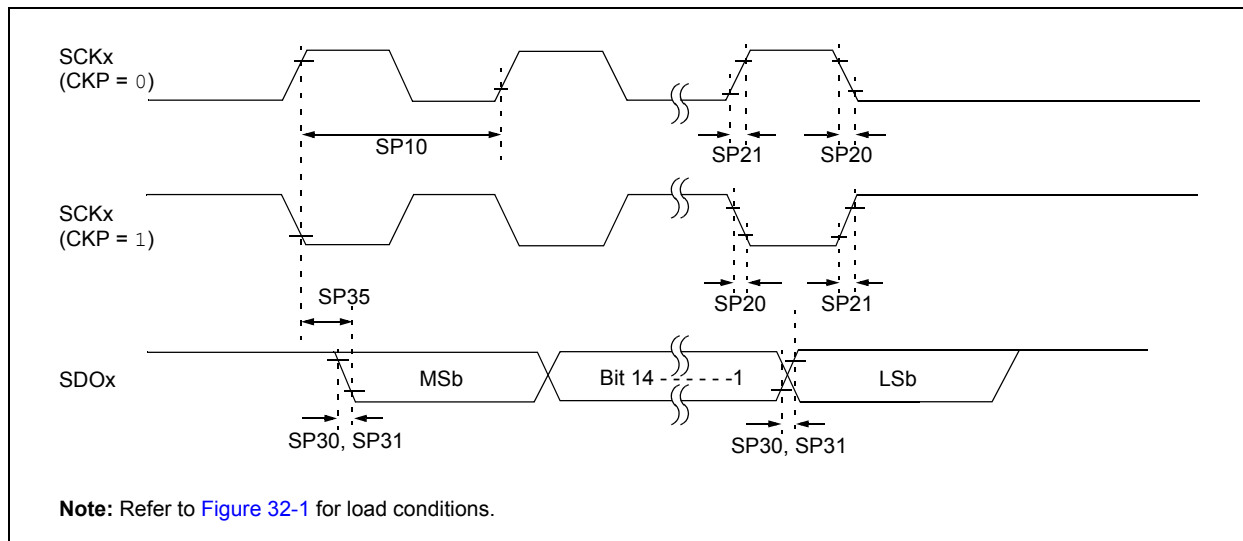 SCKx
(CKP = 0)
SP10
SP21
SP20
SCKx
(CKP = 1)
SP35
SP20
SP21
SDOx
MSb
Bit 14 - - - - - - -1
LSb
SP30, SP31
SP30, SP31
Note: Refer to Figure 32-1 for load conditions.